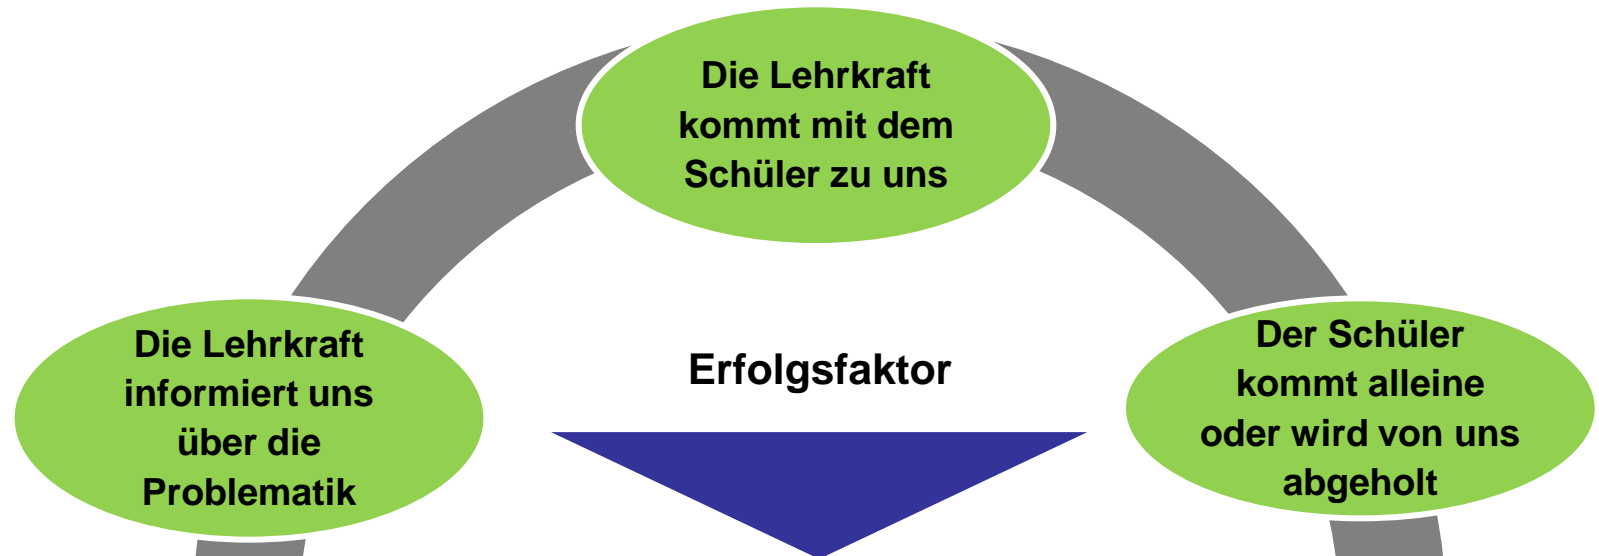 Die Lehrkraft
kommt mit dem
Schüler zu uns
Die Lehrkraft
informiert uns
über die
Problematik
Erfolgsfaktor
Der Schüler
kommt alleine
oder wird von uns
abgeholt